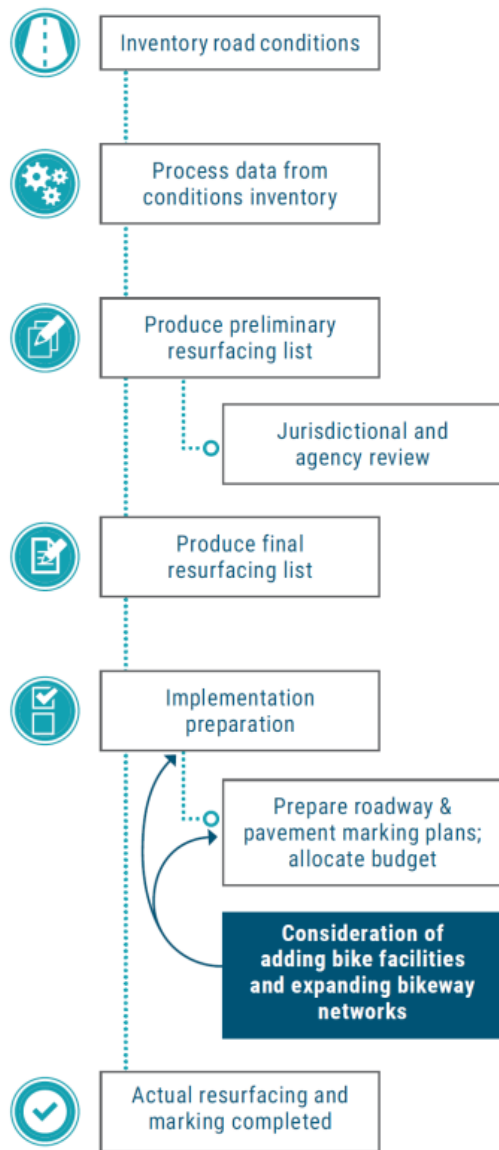 Inventory road conditions
Process data from
conditions inventory
Produce preliminary
resurfacing list
Jurisdictional and
agency review
Produce final
resurfacing list
Implementation
preparation
Prepare roadway &
pavement marking plans;
allocate budget
Consideration of
adding bike facilities
and expanding bikeway
networks
Actual resurfacing and
marking completed